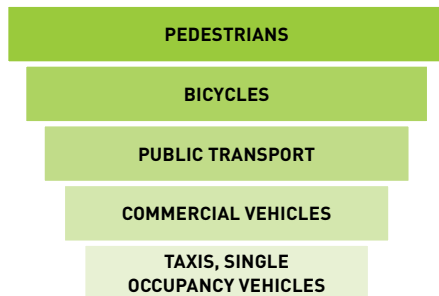 PEDESTRIANS
BICYCLES
PUBLIC TRANSPORT
COMMERCIAL VEHICLES
TAXIS, SINGLE
OCCUPANCY VEHICLES